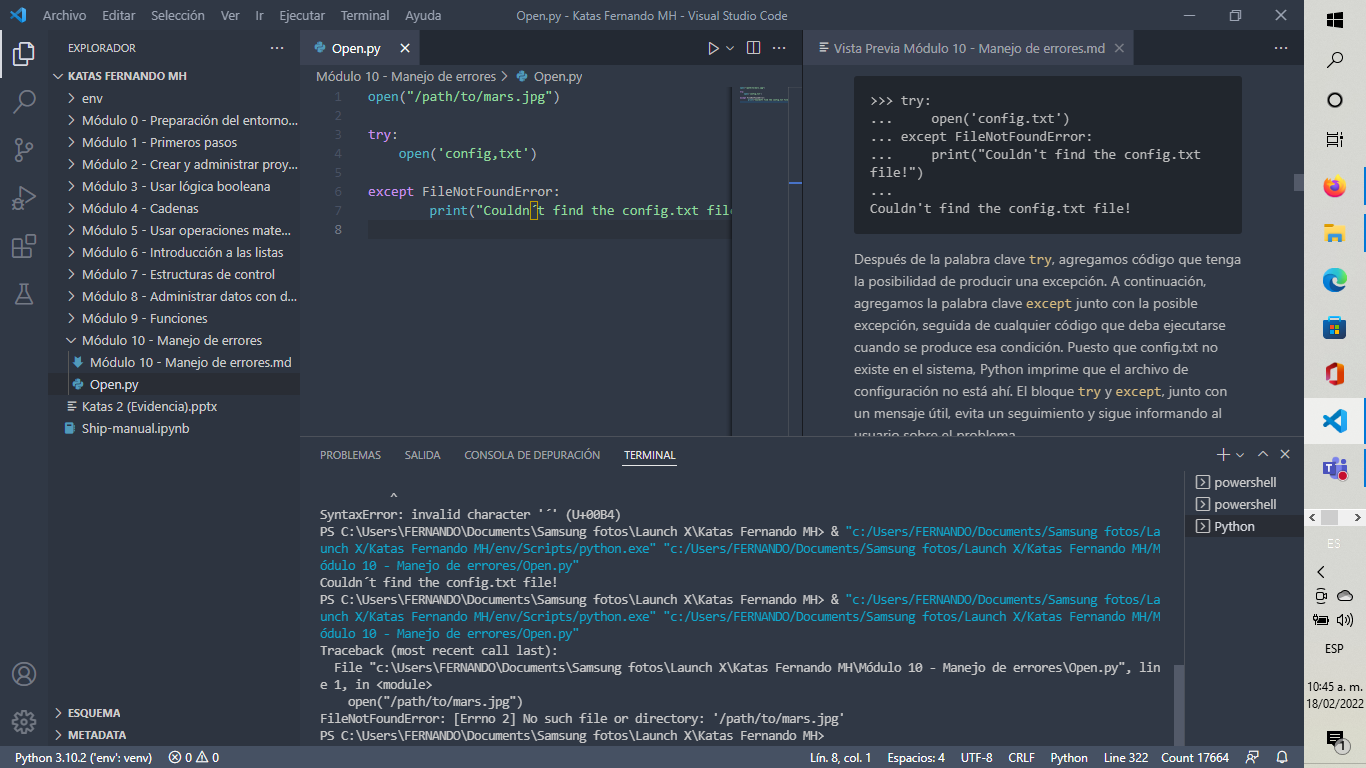 Archivo Editar Selección Ver Ir Ejecutar Terminal Ayuda Open.py - Katas Fernando MH - Visual Studio Code
EXPLORADOR
KATAS FERNANDO MH
env
Módulo 0 - Preparación del entorno...
Módulo 1 - Primeros pasos
Módulo 2 - Crear y administrar proy...
Módulo 3 - Usar lógica booleana
Módulo 4 - Cadenas
Módulo 5 - Usar operaciones mate...
Módulo 6 - Introducción a las listas
Módulo 7 - Estructuras de control
Módulo 8 - Administrar datos con d...
Módulo 9 - Funciones
Módulo 10 - Manejo de errores
Módulo 10 - Manejo de errores.md
Open.py
Katas 2 (Evidencia).pptx
Ship-manual.ipynb
ESQUEMA
METADATA
Open.py
Módulo 10 - Manejo de errores > Open.py
1 open("/path/to/mars.jpg")
2
3 try:
4     open('config,txt')
5
6 except FileNotFoundError:
7         print("Couldn´t find the config.txt file
8
Vista Previa Módulo 10 - Manejo de errores.md
>>> try:
...     open('config.txt')
... except FileNotFoundError:
...     print("Couldn't find the config.txt
file!")
...
Couldn't find the config.txt file!
Después de la palabra clave try, agregamos código que tenga
la posibilidad de producir una excepción. A continuación,
agregamos la palabra clave except junto con la posible
excepción, seguida de cualquier código que deba ejecutarse
cuando se produce esa condición. Puesto que config.txt no
existe en el sistema, Python imprime que el archivo de
configuración no está ahí. El bloque try y except, junto con
un mensaje útil, evita un seguimiento y sigue informando al
usuario sobre el problema.
PROBLEMAS SALIDA CONSOLA DE DEPURACIÓN TERMINAL
^
SyntaxError: invalid character '´' (U+00B4)
PS C:\Users\FERNANDO\Documents\Samsung fotos\Launch X\Katas Fernando MH> & "c:/Users/FERNANDO/Documents/Samsung fotos/La
unch X/Katas Fernando MH/env/Scripts/python.exe" "c:/Users/FERNANDO/Documents/Samsung fotos/Launch X/Katas Fernando MH/M
ódulo 10 - Manejo de errores/Open.py"
Couldn´t find the config.txt file!
PS C:\Users\FERNANDO\Documents\Samsung fotos\Launch X\Katas Fernando MH> & "c:/Users/FERNANDO/Documents/Samsung fotos/La
unch X/Katas Fernando MH/env/Scripts/python.exe" "c:/Users/FERNANDO/Documents/Samsung fotos/Launch X/Katas Fernando MH/M
ódulo 10 - Manejo de errores/Open.py"
Traceback (most recent call last):
  File "c:\Users\FERNANDO\Documents\Samsung fotos\Launch X\Katas Fernando MH\Módulo 10 - Manejo de errores\Open.py", lin
e 1, in <module>
    open("/path/to/mars.jpg")
FileNotFoundError: [Errno 2] No such file or directory: '/path/to/mars.jpg'
PS C:\Users\FERNANDO\Documents\Samsung fotos\Launch X\Katas Fernando MH>
powershell
powershell
Python
Python 3.10.2 ('env': venv) 0 0 Lín. 8, col. 1 Espacios: 4 UTF-8 CRLF Python Line 322 Count 17664
ES
ESP
10:45 a. m.
18/02/2022
1